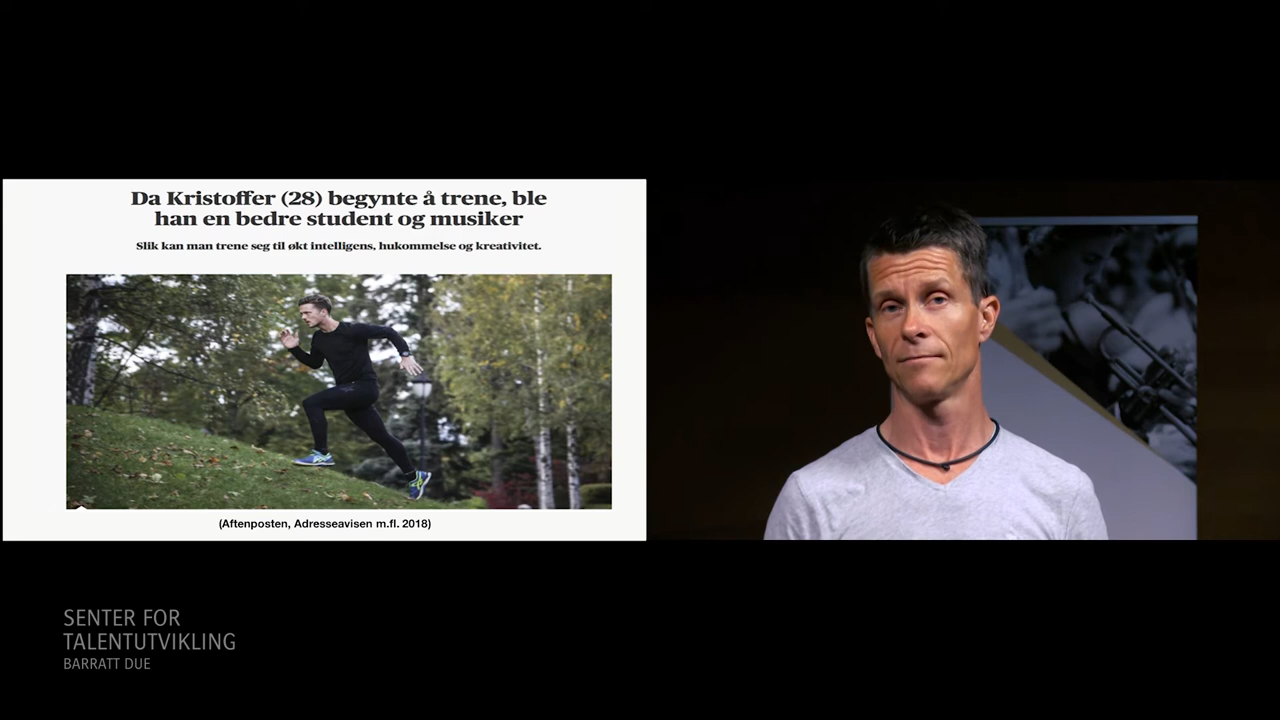 Da Kristoffer (28) begynte å trene, ble
han en bedre student og musiker
Slik kan man trene seg til økt intelligens, hukommelse og kreativitet.
(Aftenposten, Adresseavisen m.fl. 2018)
SENTER FOR
TALENTUTVIKLING
BARRATT DUE